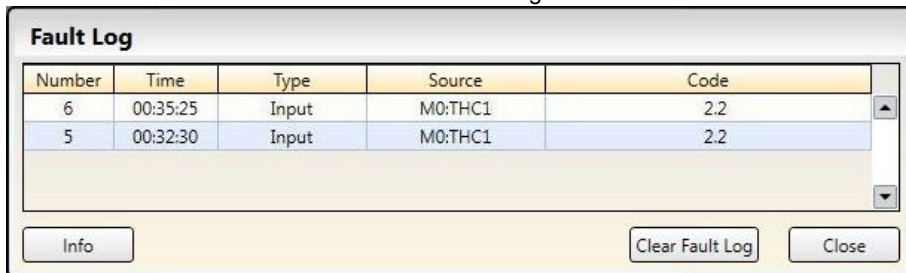 Fault Log
Number Time Type Source Code
6 00:35:25 Input M0:THC1 2.2
5 00:32:30 Input M0:THC1 2.2
Info Clear Fault Log Close